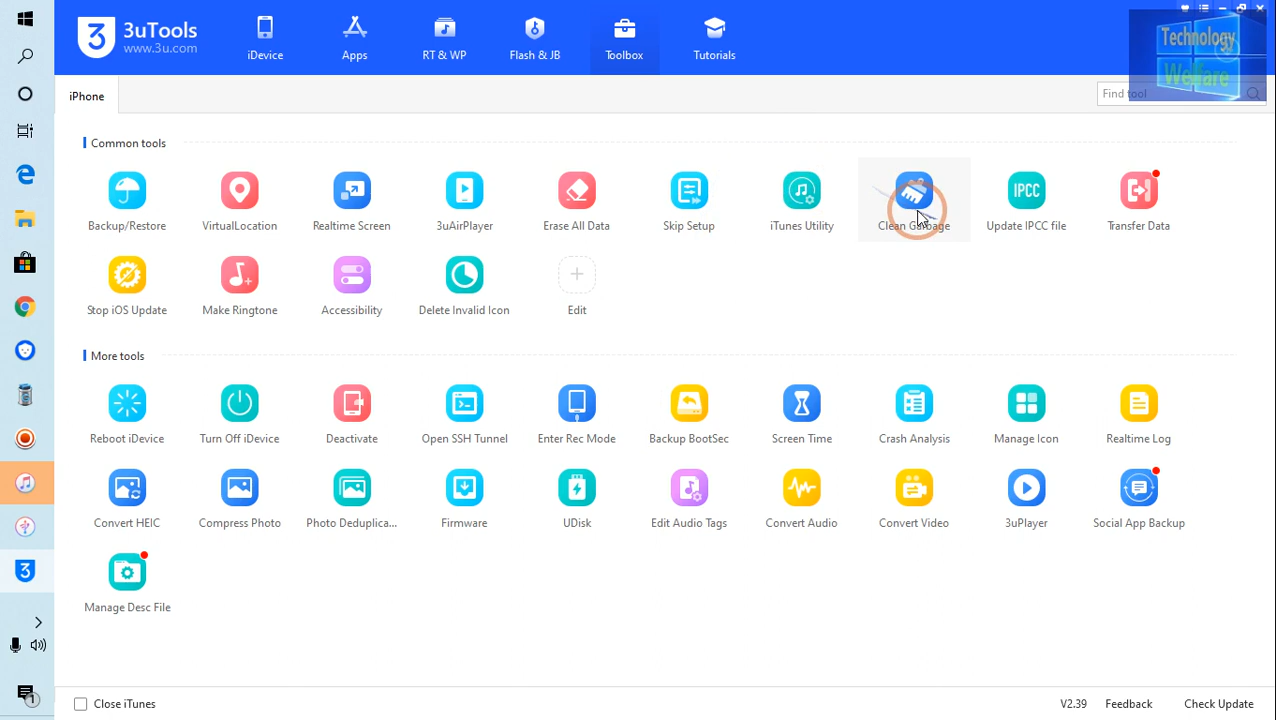 3 3uTools
www.3u.com
iDevice Apps RT & WP Flash & JB Toolbox Tutorials
Technology
Welfare
iPhone
Find tool
Common tools
Backup/Restore VirtualLocation Realtime Screen 3uAirPlayer Erase All Data Skip Setup iTunes Utility Clean Garbage Update IPCC file Transfer Data
IPCC
Stop iOS Update Make Ringtone Accessibility Delete Invalid Icon Edit
More tools
Reboot iDevice Turn Off iDevice Deactivate Open SSH Tunnel Enter Rec Mode Backup BootSec Screen Time Crash Analysis Manage Icon Realtime Log
Convert HEIC Compress Photo Photo Deduplica... Firmware UDisk Edit Audio Tags Convert Audio Convert Video 3uPlayer Social App Backup
3
Manage Desc File
1
Close iTunes V2.39 Feedback Check Update